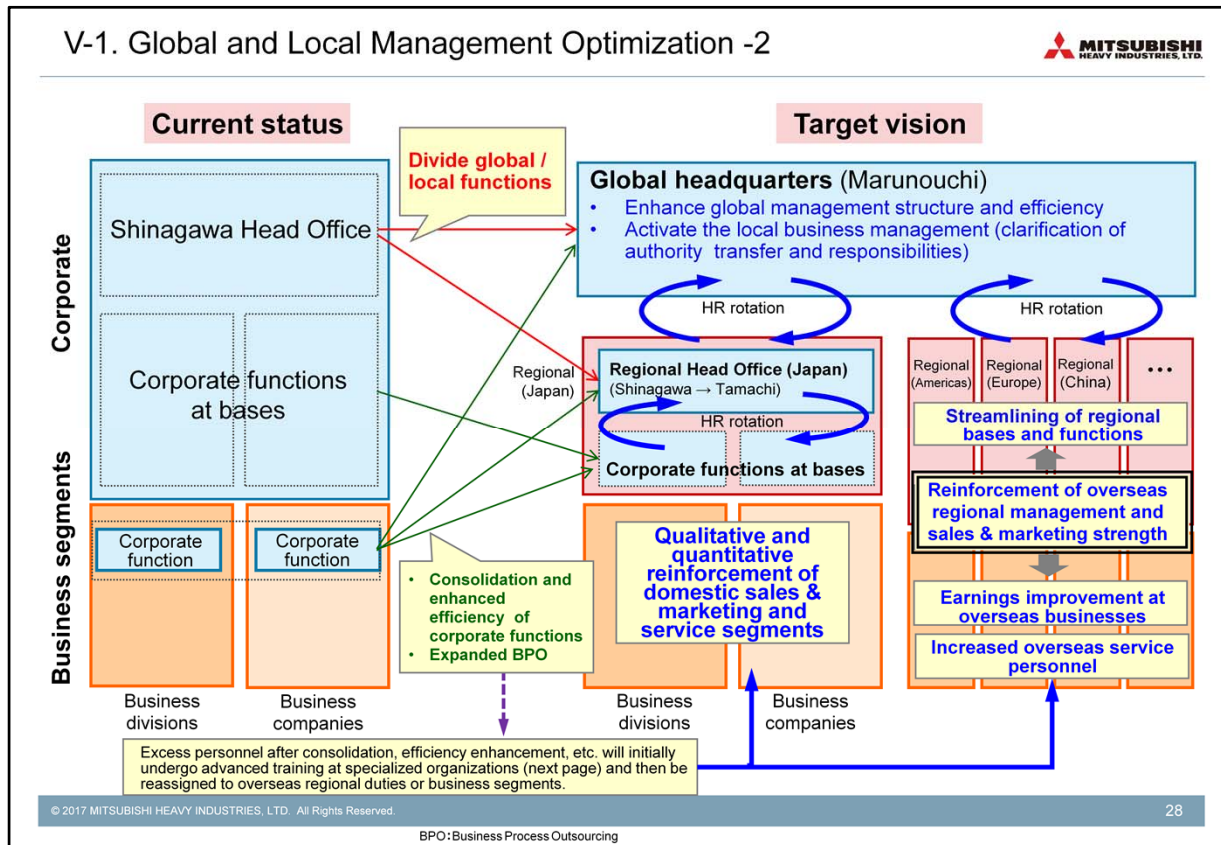 V-1. Global and Local Management Optimization -2
MITSUBISHI
HEAVY INDUSTRIES, LTD.
Current status
Target vision
Divide global /
local functions
Corporate
Shinagawa Head Office
Corporate functions
at bases
Global headquarters (Marunouchi)
• Enhance global management structure and efficiency
• Activate the local business management (clarification of
authority transfer and responsibilities)
HR rotation
HR rotation
Regional
(Japan)
Regional Head Office (Japan)
(Shinagawa → Tamachi)
HR rotation
Corporate functions at bases
Regional
(Americas)
Regional
(Europe)
Regional
(China)
...
Streamlining of regional
bases and functions
Reinforcement of overseas
regional management and
sales & marketing strength
Earnings improvement at
overseas businesses
Increased overseas service
personnel
Business segments
Corporate
function
Corporate
function
• Consolidation and
enhanced
efficiency of
corporate functions
• Expanded BPO
Qualitative and
quantitative
reinforcement of
domestic sales &
marketing and
service segments
Business
divisions
Business
companies
Business
divisions
Business
companies
Excess personnel after consolidation, efficiency enhancement, etc. will initially
undergo advanced training at specialized organizations (next page) and then be
reassigned to overseas regional duties or business segments.
© 2017 MITSUBISHI HEAVY INDUSTRIES, LTD. All Rights Reserved.
28
BPO：Business Process Outsourcing